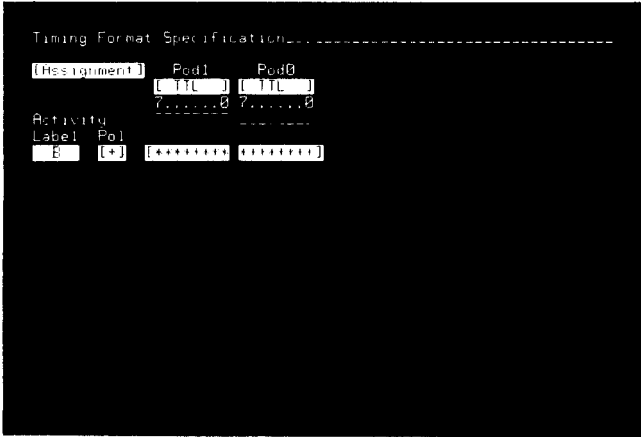 Timing Format Specification
[Assignment] Pod1 Pod0
[ TTL ] [ TTL ]
7......0 7......0
Activity
Label Pol
B [+] [******** ********]